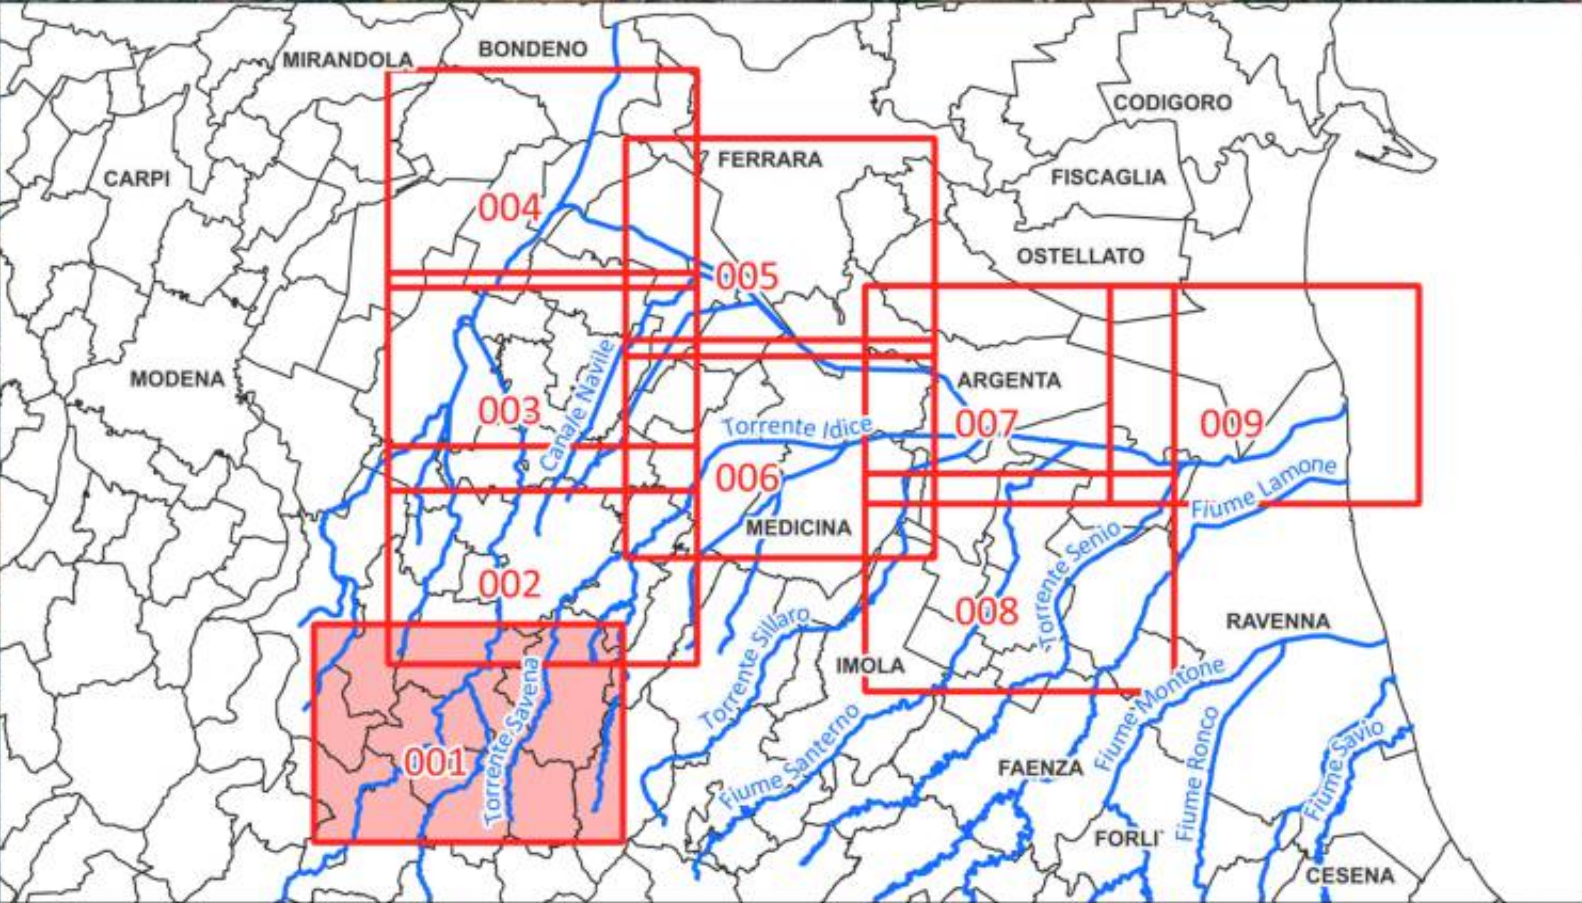 BONDENO
MIRANDOLA
CODIGORO
FERRARA
CARPI
FISCAGLIA
004
OSTELLATO
005
MODENA
ARGENTA
Canale Navile
003
Torrente Idice
007
009
006
Fiume Lamone
MEDICINA
Torrente Senio
002
008
RAVENNA
Torrente Sillaro
IMOLA
Torrente Savena
Fiume Montone
001
Fiume Santerno
FAENZA
Fiume Ronco
Fiume Savio
FORLI'
CESENA